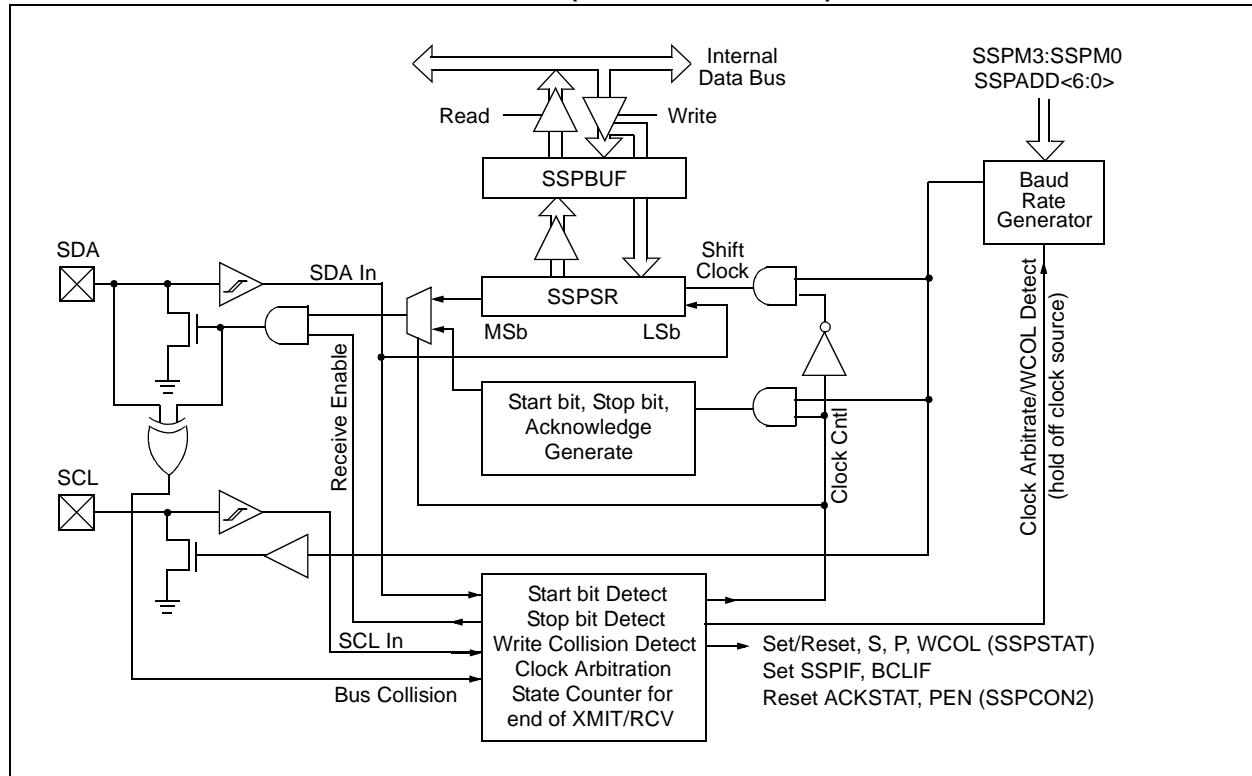 Internal
Data Bus
SSPM3:SSPM0
SSPADD<6:0>
Read
Write
SSPBUF
Baud
Rate
Generator
SDA
SDA In
Shift
Clock
SSPSR
MSb
LSb
Receive Enable
Start bit, Stop bit,
Acknowledge
Generate
Clock Cntl
Clock Arbitrate/WCOL Detect
(hold off clock source)
SCL
SCL In
Bus Collision
Start bit Detect
Stop bit Detect
Write Collision Detect
Clock Arbitration
State Counter for
end of XMIT/RCV
Set/Reset, S, P, WCOL (SSPSTAT)
Set SSPIF, BCLIF
Reset ACKSTAT, PEN (SSPCON2)